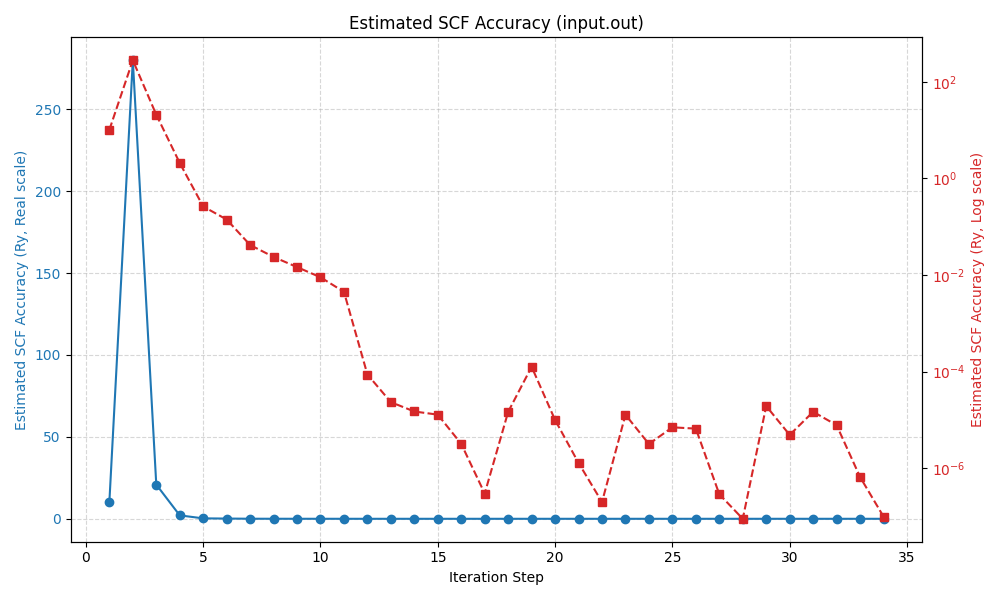 Estimated SCF Accuracy (input.out)
Estimated SCF Accuracy (Ry, Real scale)
250
200
150
100
50
0
10^2
10^0
10^-2
10^-4
10^-6
Estimated SCF Accuracy (Ry, Log scale)
0 5 10 15 20 25 30 35
Iteration Step